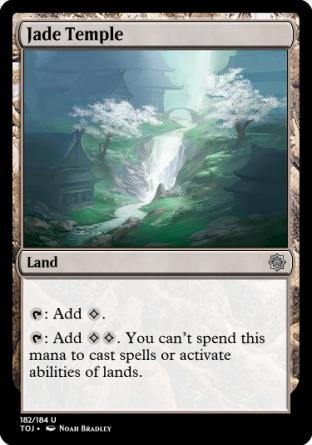 Jade Temple
Land
: Add .
: Add . You can't spend this
mana to cast spells or activate
abilities of lands.
182/184 U
TOJ • Noah Bradley